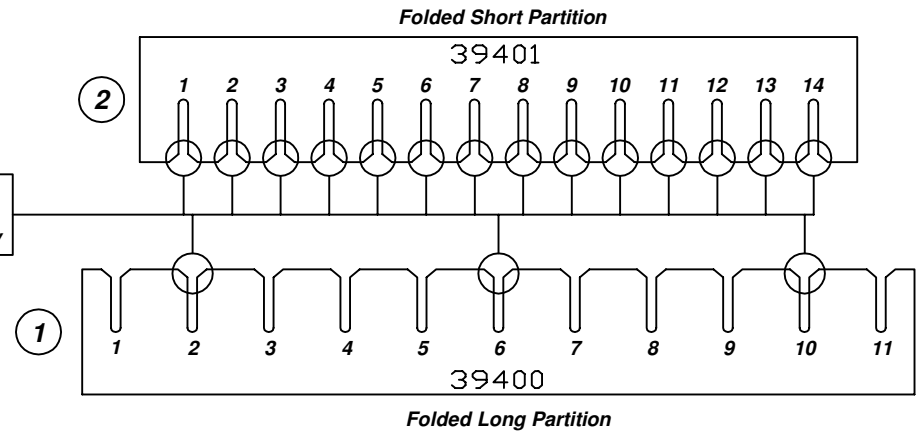 Folded Short Partition
39401
2
1 2 3 4 5 6 7 8 9 10 11 12 13 14
1
1 2 3 4 5 6 7 8 9 10 11
39400
Folded Long Partition